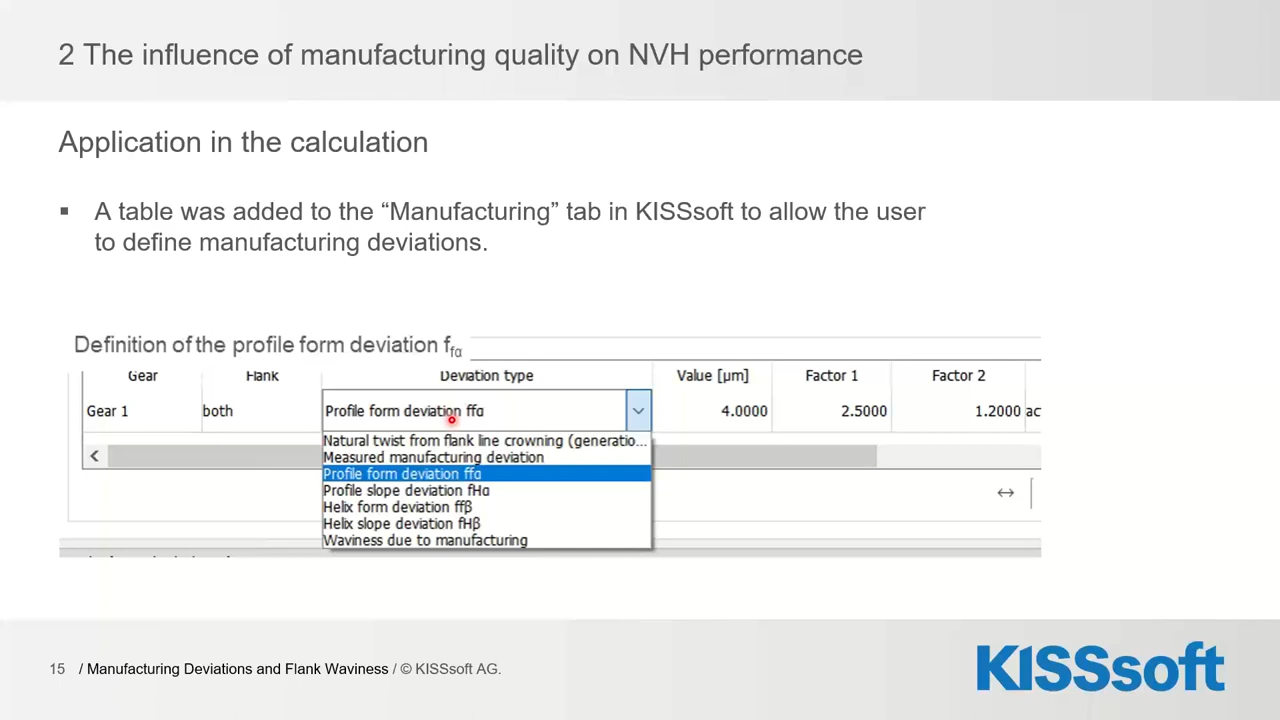 2 The influence of manufacturing quality on NVH performance
Application in the calculation
▪ A table was added to the “Manufacturing” tab in KISSsoft to allow the user
to define manufacturing deviations.
Definition of the profile form deviation ffα
Gear Flank Deviation type Value [µm] Factor 1 Factor 2
Gear 1 both Profile form deviation ffα 4.0000 2.5000 1.2000 ac
Natural twist from flank line crowning (generatio...
Measured manufacturing deviation
Profile form deviation ffα
Profile slope deviation fHα
Helix form deviation ffβ
Helix slope deviation fHβ
Waviness due to manufacturing
15 / Manufacturing Deviations and Flank Waviness / © KISSsoft AG.
KISSsoft